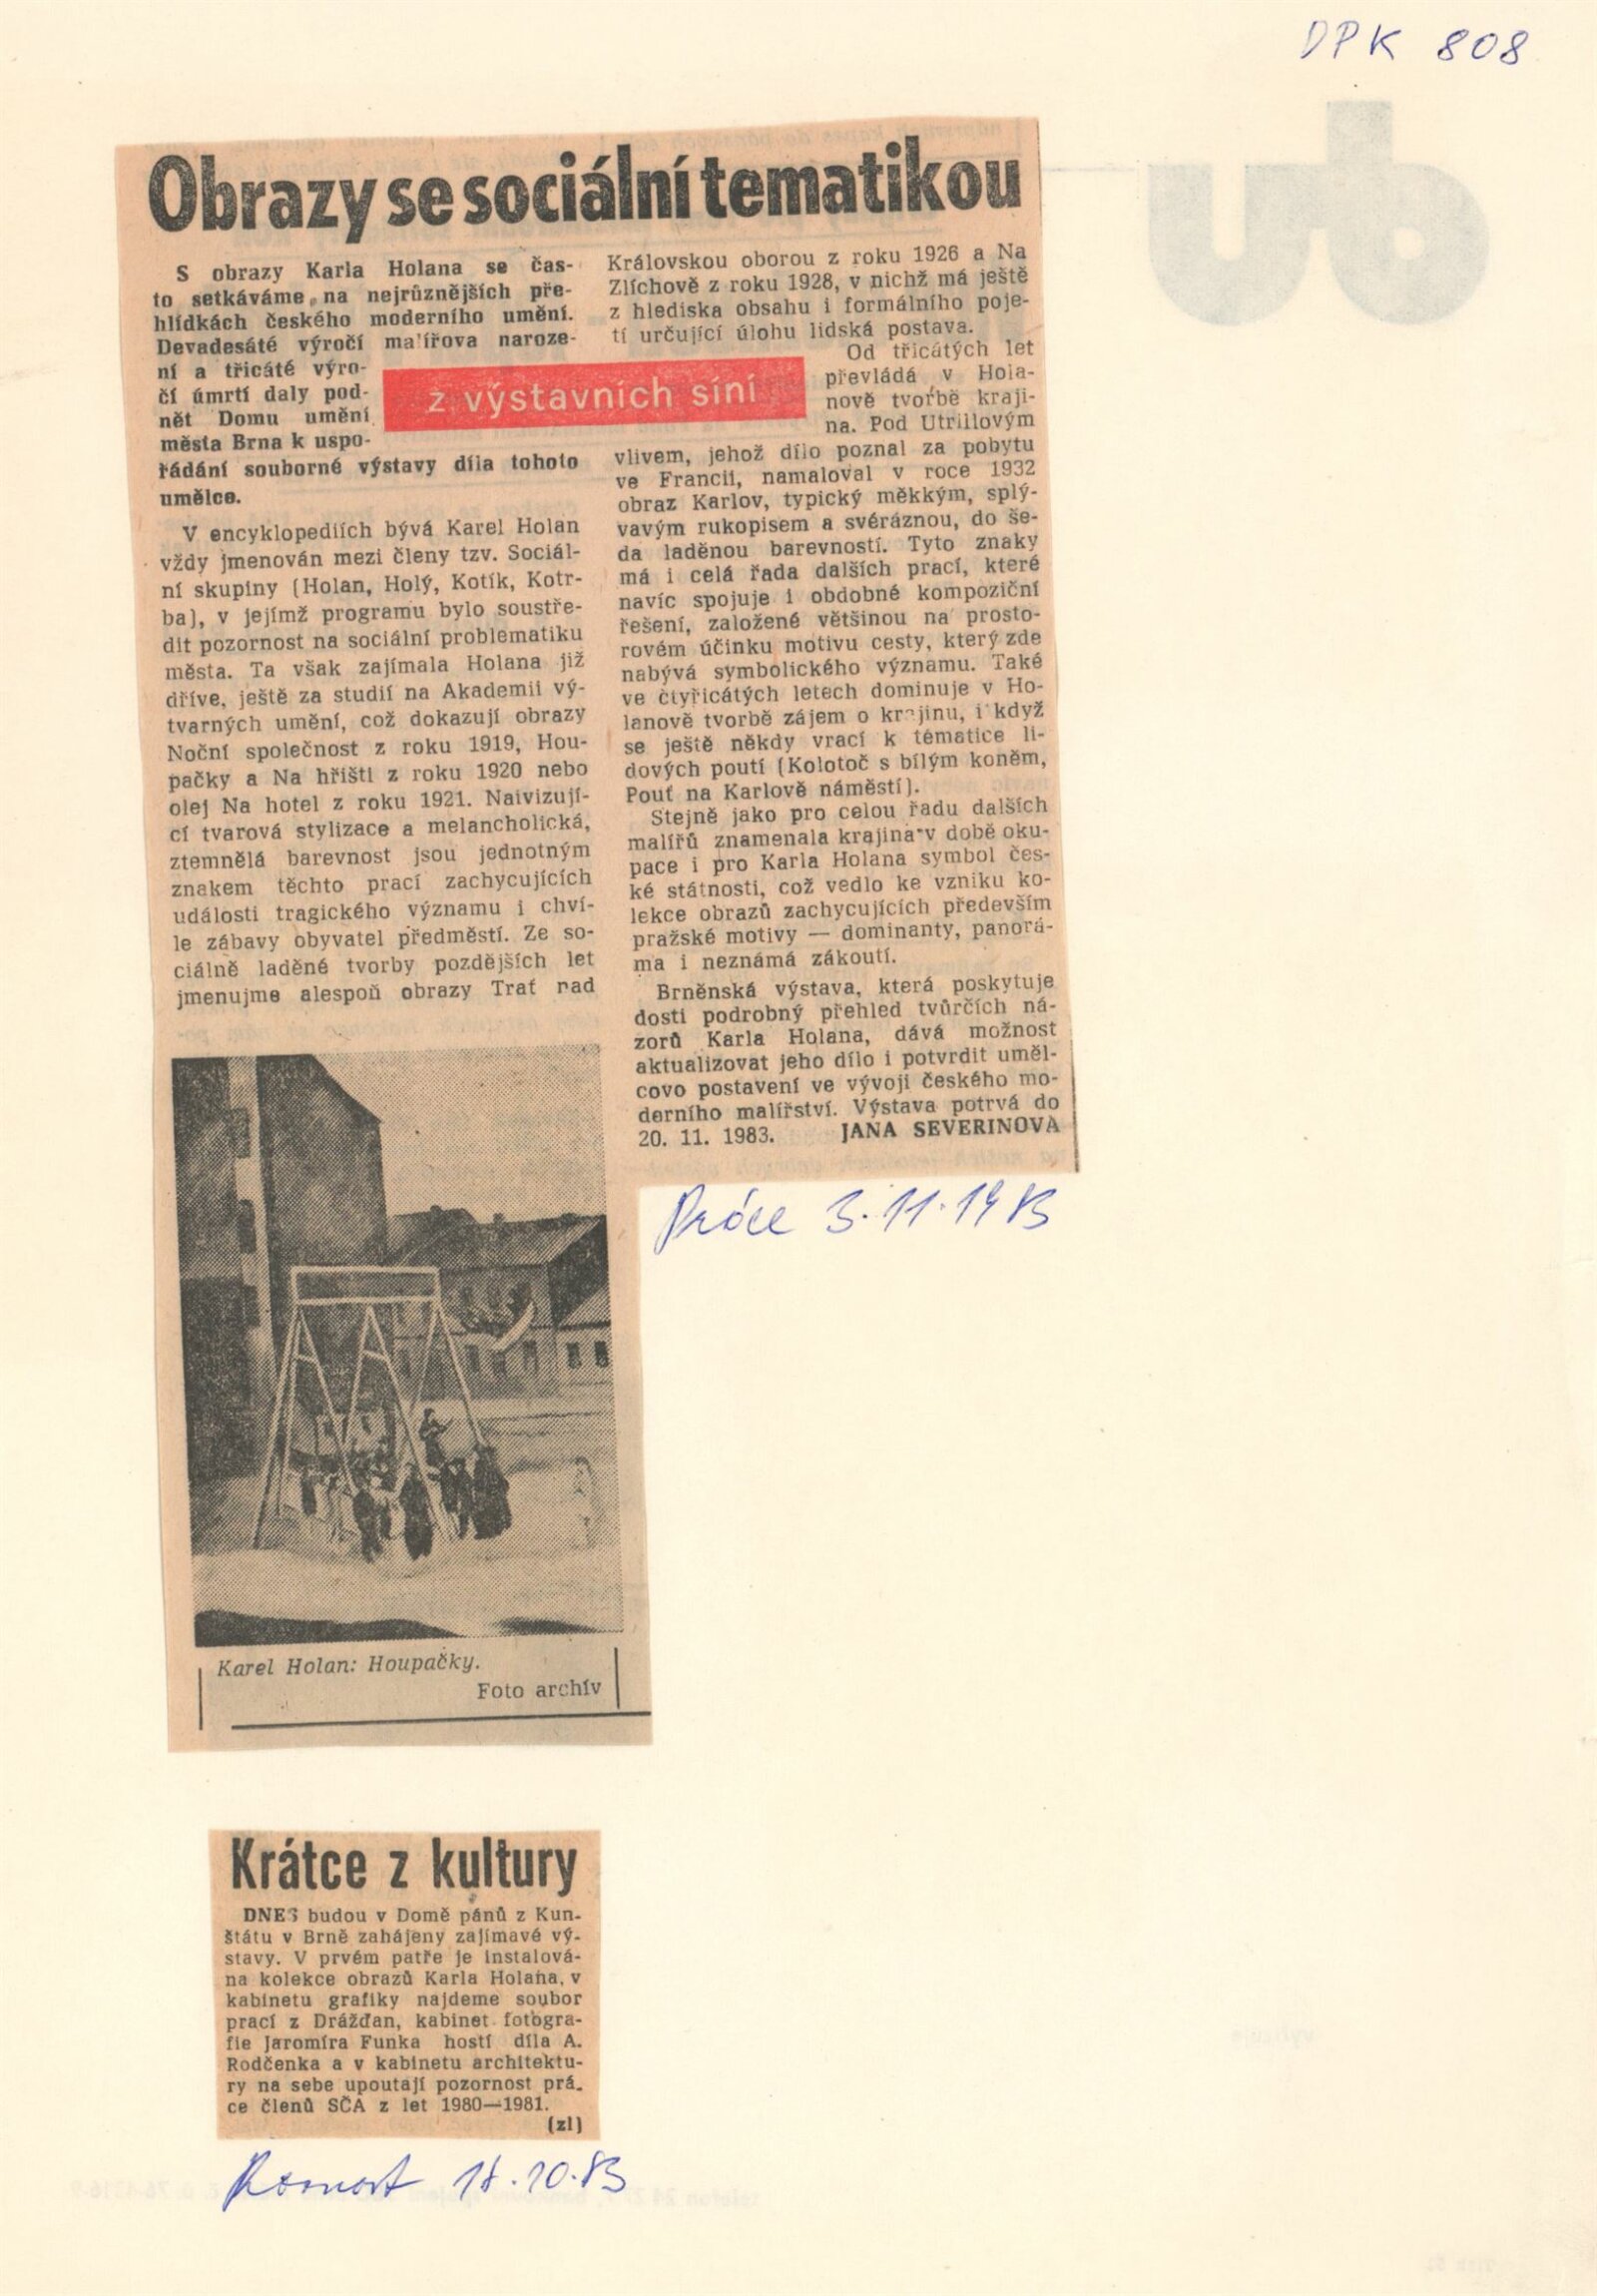 DPK 808
Obrazy se sociální tematikou
S obrazy Karla Holana se čas-
to setkáváme na nejrůznějších pře-
hlídkách českého moderního umění.
Devadesáté výročí malířova naroze-
ní a třicáté výro-
čí úmrtí daly pod-
nět Domu umění
města Brna k uspo-
řádání souborné výstavy díla tohoto
umělce.
z výstavních síní
V encyklopediích bývá Karel Holan
vždy jmenován mezi členy tzv. Sociál-
ní skupiny (Holan, Holý, Kotík, Kotr-
ba), v jejímž programu bylo soustře-
dit pozornost na sociální problematiku
města. Ta však zajímala Holana již
dříve, ještě za studií na Akademii vý-
tvarných umění, což dokazují obrazy
Noční společnost z roku 1919, Hou-
pačky a Na hřišti z roku 1920 nebo
olej Na hotel z roku 1921. Naivizují-
cí tvarová stylizace a melancholická,
ztemnělá barevnost jsou jednotným
znakem těchto prací zachycujících
události tragického významu i chví-
le zábavy obyvatel předměstí. Ze so-
ciálně laděné tvorby pozdějších let
jmenujme alespoň obrazy Trať nad
Královskou oborou z roku 1926 a Na
Zlíchově z roku 1928, v nichž má ještě
z hlediska obsahu i formálního poje-
tí určující úlohu lidská postava.
Od třicátých let
převládá v Hola-
nově tvorbě kraji-
na. Pod Utrillovým
vlivem, jehož dílo poznal za pobytu
ve Francii, namaloval v roce 1932
obraz Karlov, typický měkkým, splý-
vavým rukopisem a svéráznou, do še-
da laděnou barevností. Tyto znaky
má i celá řada dalších prací, které
navíc spojuje i obdobné kompoziční
řešení, založené většinou na prosto-
rovém účinku motivu cesty, který zde
nabývá symbolického významu. Také
ve čtyřicátých letech dominuje v Ho-
lanově tvorbě zájem o krajinu, i když
se ještě někdy vrací k tématice li-
dových poutí (Kolotoč s bílým koněm,
Pouť na Karlově náměstí).
Stejně jako pro celou řadu dalších
malířů znamenala krajina v době oku-
pace i pro Karla Holana symbol čes-
ké státnosti, což vedlo ke vzniku ko-
lekce obrazů zachycujících především
pražské motivy — dominanty, panorá-
ma i neznámá zákoutí.
Brněnská výstava, která poskytuje
dosti podrobný přehled tvůrčích ná-
zorů Karla Holana, dává možnost
aktualizovat jeho dílo i potvrdit uměl-
covo postavení ve vývoji českého mo-
derního malířství. Výstava potrvá do
20. 11. 1983. JANA SEVERINOVA
Práce 3.11.1983
Karel Holan: Houpačky.
Foto archív
Krátce z kultury
DNES budou v Domě pánů z Kun-
štátu v Brně zahájeny zajímavé vý-
stavy. V prvém patře je instalová-
na kolekce obrazů Karla Holana, v
kabinetu grafiky najdeme soubor
prací z Drážďan, kabinet fotogra-
fie Jaromíra Funka hostí díla A.
Rodčenka a v kabinetu architektu-
ry na sebe upoutají pozornost prá-
ce členů SČA z let 1980—1981.
(zl)
Rovnost 18.10.83